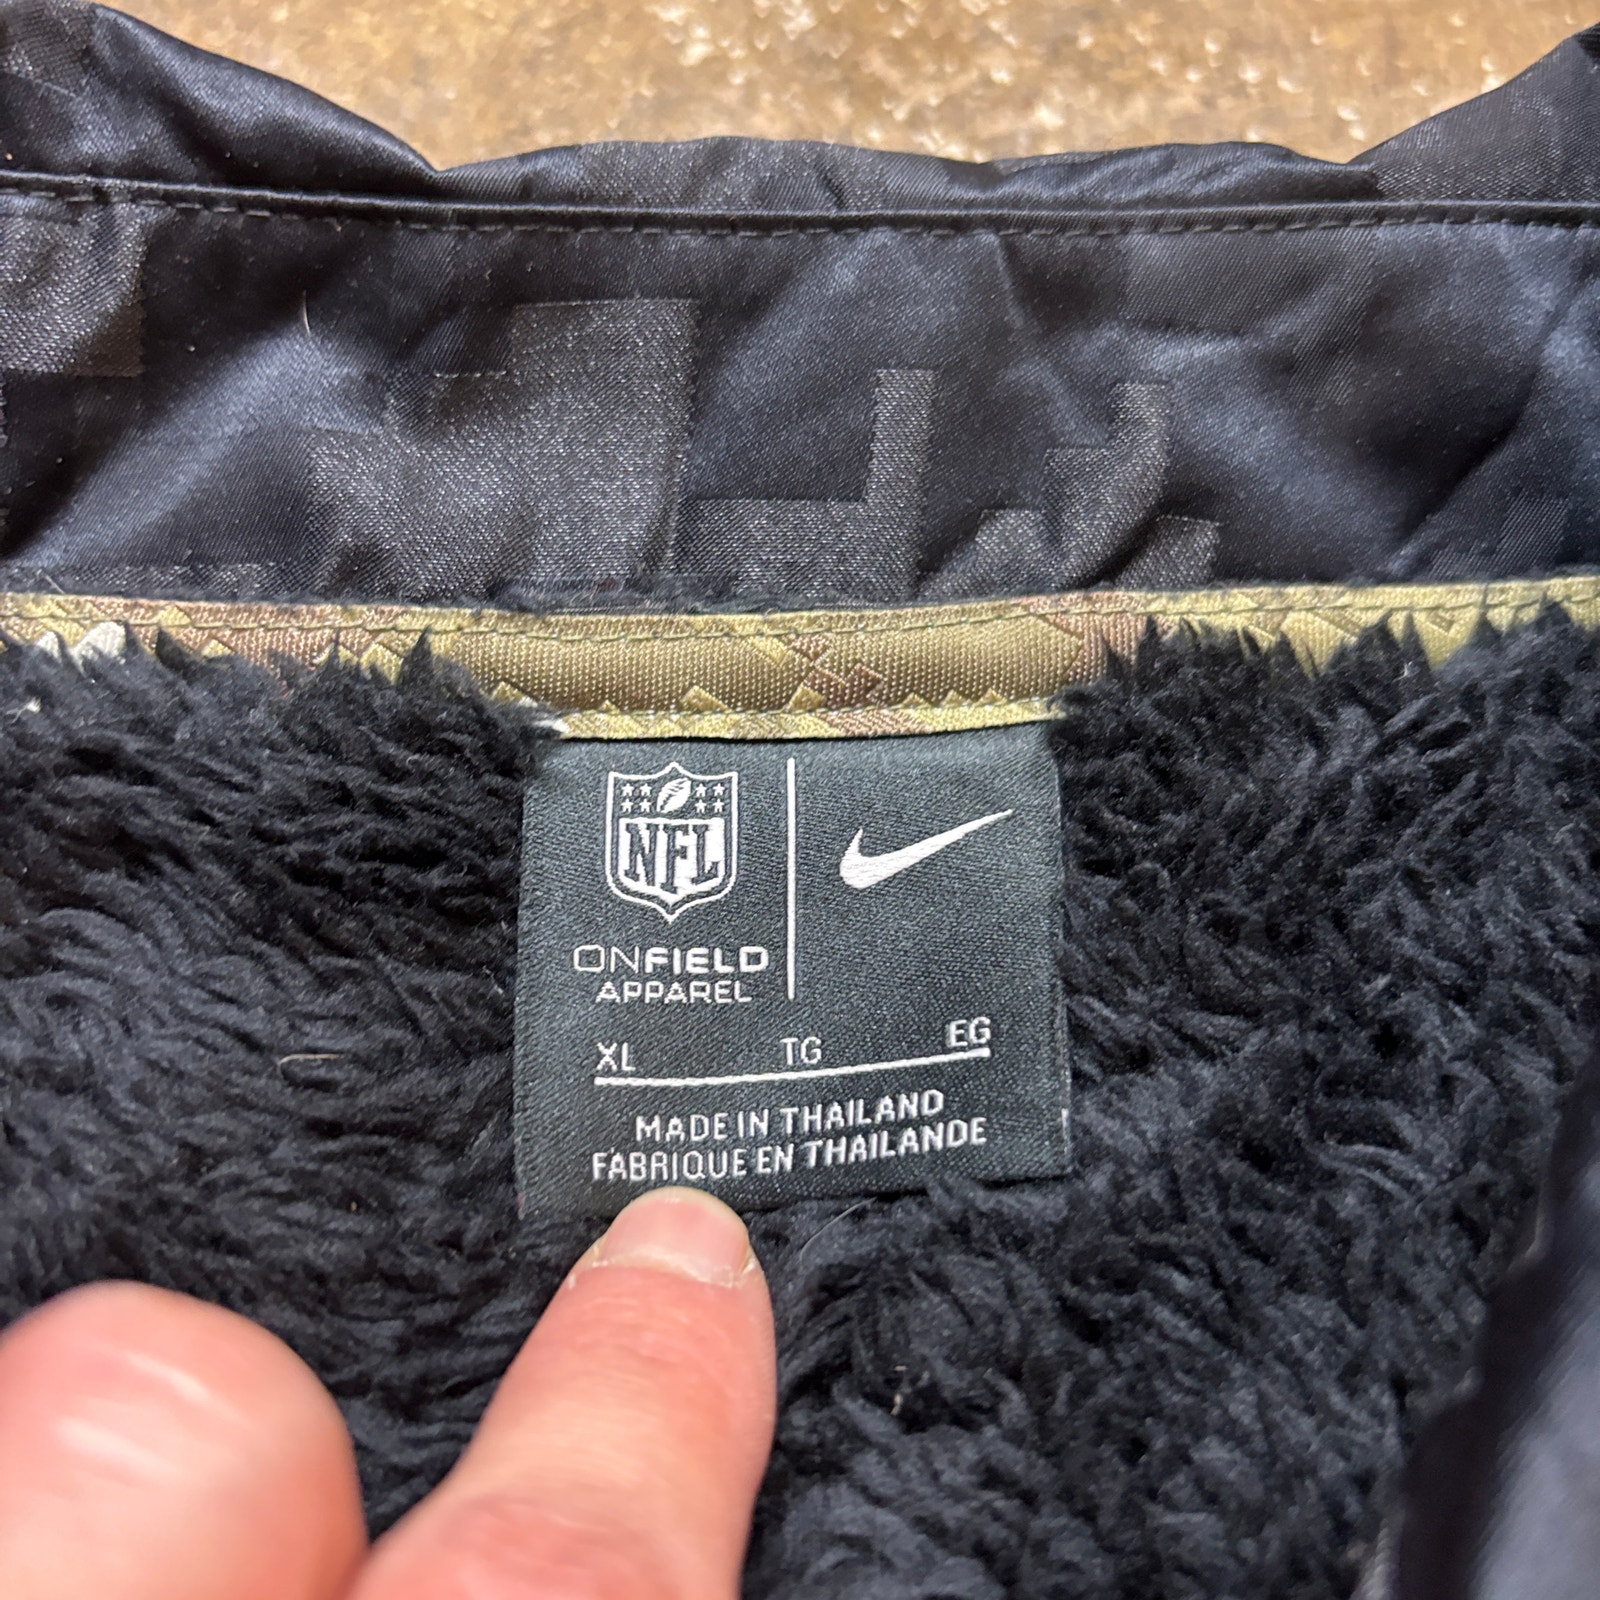 NFL
ONFIELD
APPAREL
XL TG EG
MADE IN THAILAND
FABRIQUE EN THAILANDE